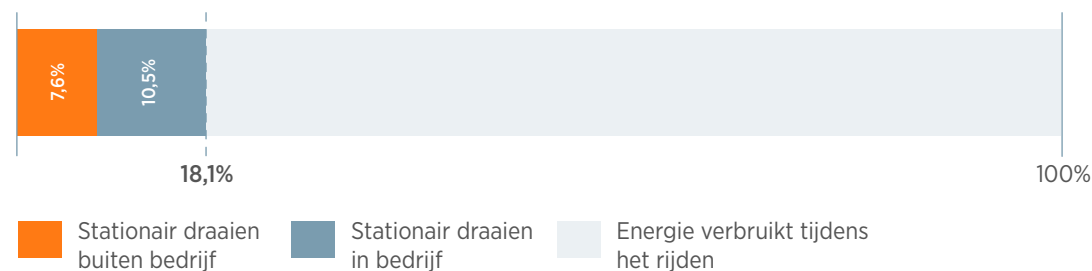 7,6%
10,5%
18,1%
100%
Stationair draaien
buiten bedrijf
Stationair draaien
in bedrijf
Energie verbruikt tijdens
het rijden